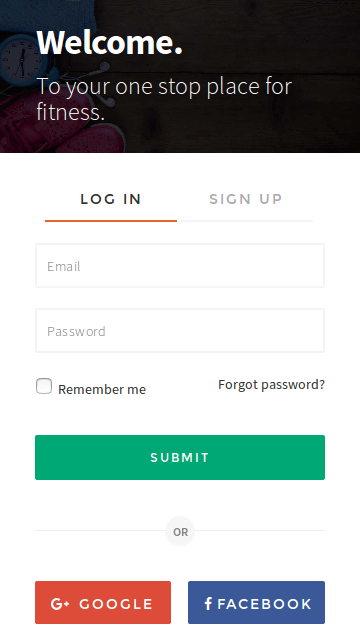 Welcome.
To your one stop place for
fitness.
LOG IN
SIGN UP
Email
Password
Remember me
Forgot password?
SUBMIT
OR
G+ GOOGLE
f FACEBOOK